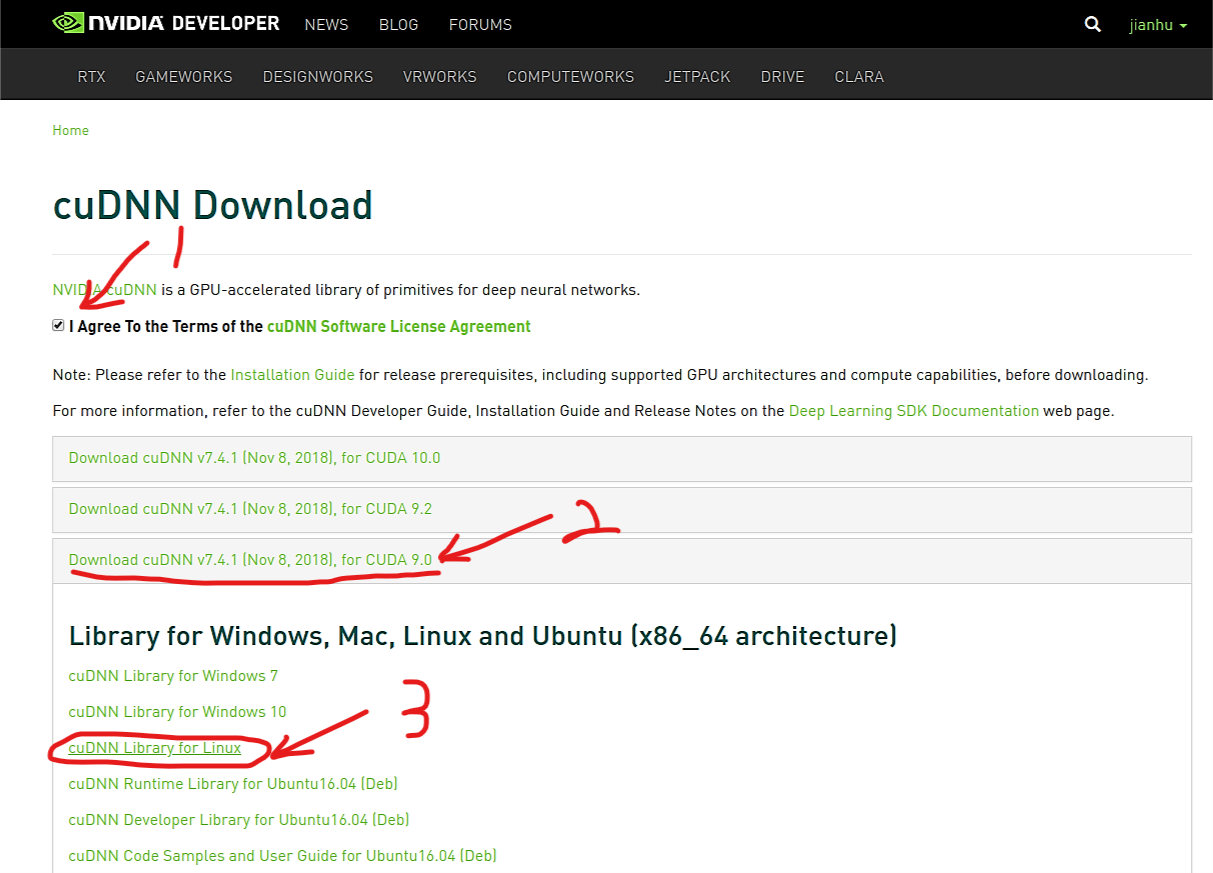 NVIDIA DEVELOPER NEWS BLOG FORUMS jianhu
RTX GAMEWORKS DESIGNWORKS VRWORKS COMPUTEWORKS JETPACK DRIVE CLARA
Home
cuDNN Download
1
NVIDIA cuDNN is a GPU-accelerated library of primitives for deep neural networks.
I Agree To the Terms of the cuDNN Software License Agreement
Note: Please refer to the Installation Guide for release prerequisites, including supported GPU architectures and compute capabilities, before downloading.
For more information, refer to the cuDNN Developer Guide, Installation Guide and Release Notes on the Deep Learning SDK Documentation web page.
Download cuDNN v7.4.1 (Nov 8, 2018), for CUDA 10.0
Download cuDNN v7.4.1 (Nov 8, 2018), for CUDA 9.2
2
Download cuDNN v7.4.1 (Nov 8, 2018), for CUDA 9.0
Library for Windows, Mac, Linux and Ubuntu (x86_64 architecture)
cuDNN Library for Windows 7
cuDNN Library for Windows 10
3
cuDNN Library for Linux
cuDNN Runtime Library for Ubuntu16.04 (Deb)
cuDNN Developer Library for Ubuntu16.04 (Deb)
cuDNN Code Samples and User Guide for Ubuntu16.04 (Deb)